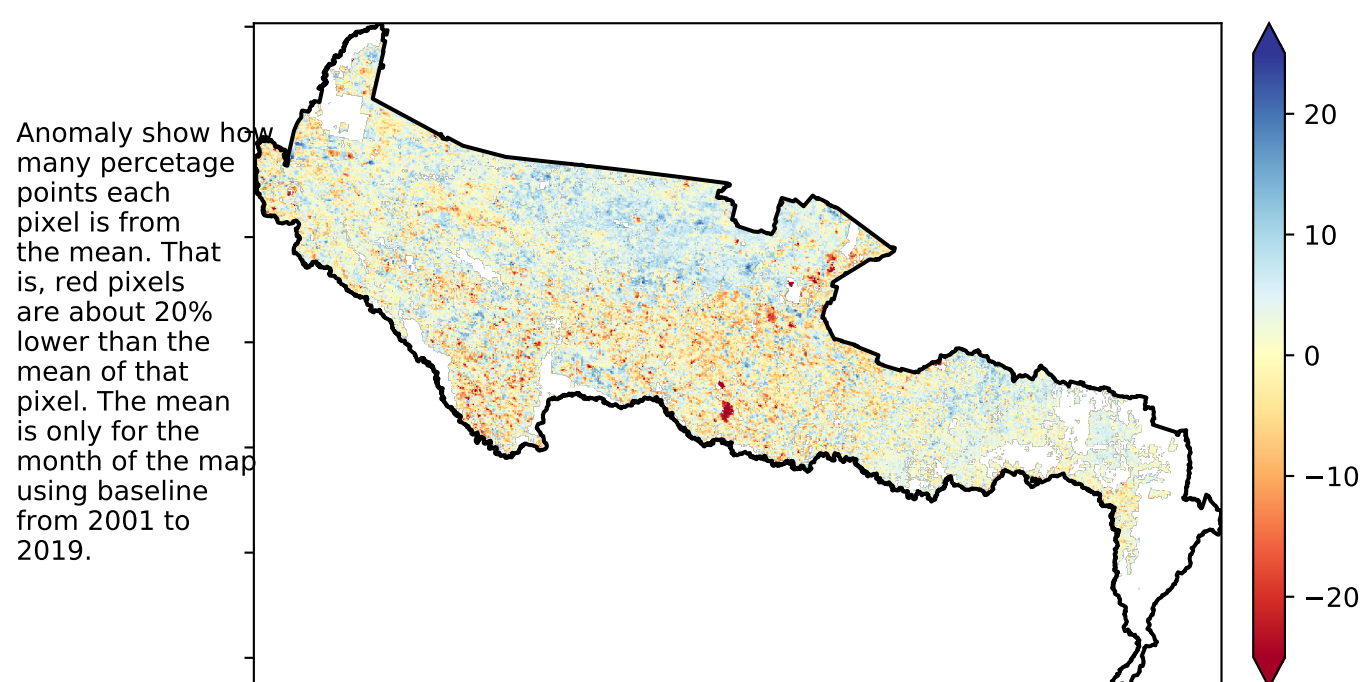 Anomaly show how
many percetage
points each
pixel is from
the mean. That
is, red pixels
are about 20%
lower than the
mean of that
pixel. The mean
is only for the
month of the map
using baseline
from 2001 to
2019.
20
10
0
−10
−20